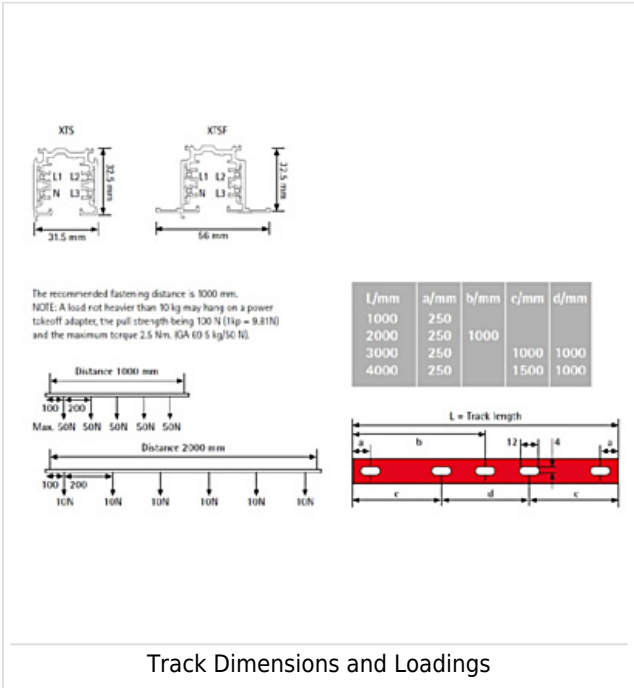 XTS
XTSF
L1 L2
N L3
32.5 mm
31.5 mm
L1 L2
N L3
32.5 mm
56 mm
The recommended fastening distance is 1000 mm.
NOTE: A load not heavier than 10 kg may hang on a power
takeoff adapter, the pull strength being 100 N (1kp = 9.81N)
and the maximum torque 2.5 Nm. (GA 69 5 kg/50 N).
Distance 1000 mm
100 200
Max. 50N 50N 50N 50N 50N
Distance 2000 mm
100 200
10N 10N 10N 10N 10N 10N
L/mm a/mm b/mm c/mm d/mm
1000 250
2000 250 1000
3000 250 1000 1000
4000 250 1500 1000
L = Track length
a b 12 4 a
c d c
Track Dimensions and Loadings